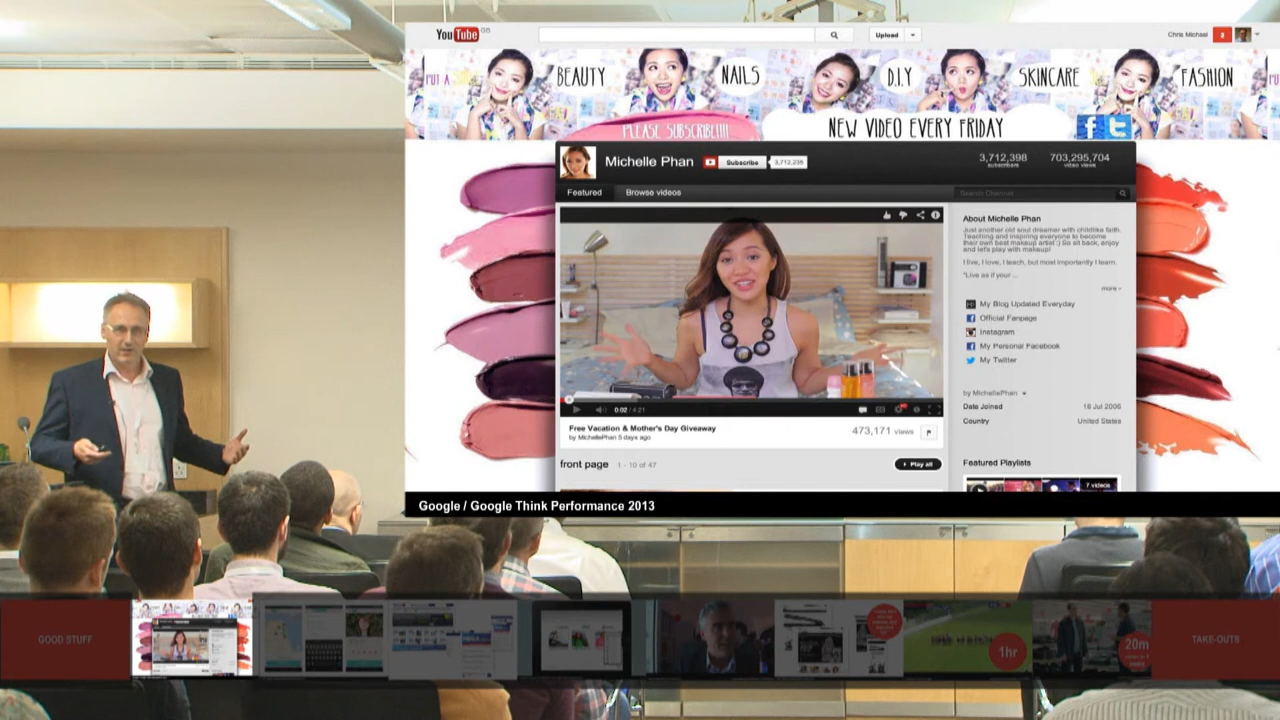 YouTube GB
Upload
Chris Michael
PUT A
BEAUTY
NAILS
D.I.Y
SKINCARE
FASHION
PLEASE SUBSCRIBE!!!!
NEW VIDEO EVERY FRIDAY
Michelle Phan
Subscribe
3,712,398
703,295,704
subscribers
video views
Featured
Browse videos
Search Channel
About Michelle Phan
Just another old soul dreamer with childlike faith.
Teaching and inspiring everyone to become
their own best makeup artist :) So sit back, enjoy
and let's play with makeup!
I live, I love, I teach, but most importantly I learn.
"Live as if your ...
more
My Blog Updated Everyday
Official Fanpage
Instagram
My Personal Facebook
My Twitter
0:02 / 4:21
by MichellePhan
Date Joined
18 Jul 2006
Country
United States
Free Vacation & Mother's Day Giveaway
by MichellePhan 5 days ago
473,171 views
front page
1 - 10 of 47
Play all
Featured Playlists
7 videos
Google / Google Think Performance 2013
GOOD STUFF
1hr
20m
TAKE-OUTS